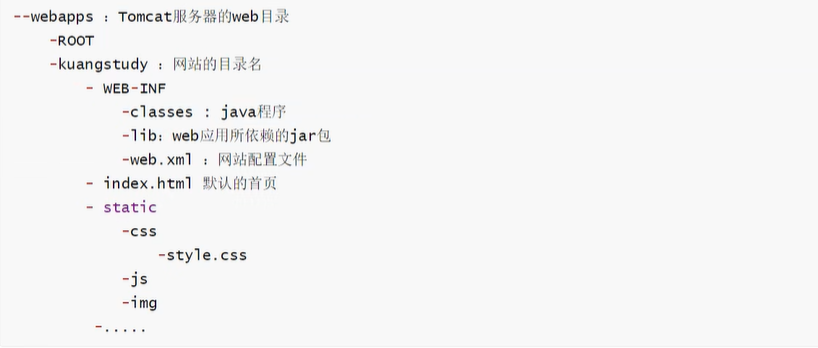 --webapps ：Tomcat服务器的web目录
-ROOT
-kuangstudy ：网站的目录名
- WEB-INF
-classes : java程序
-lib：web应用所依赖的jar包
-web.xml ：网站配置文件
- index.html 默认的首页
- static
-css
-style.css
-js
-img
-.....